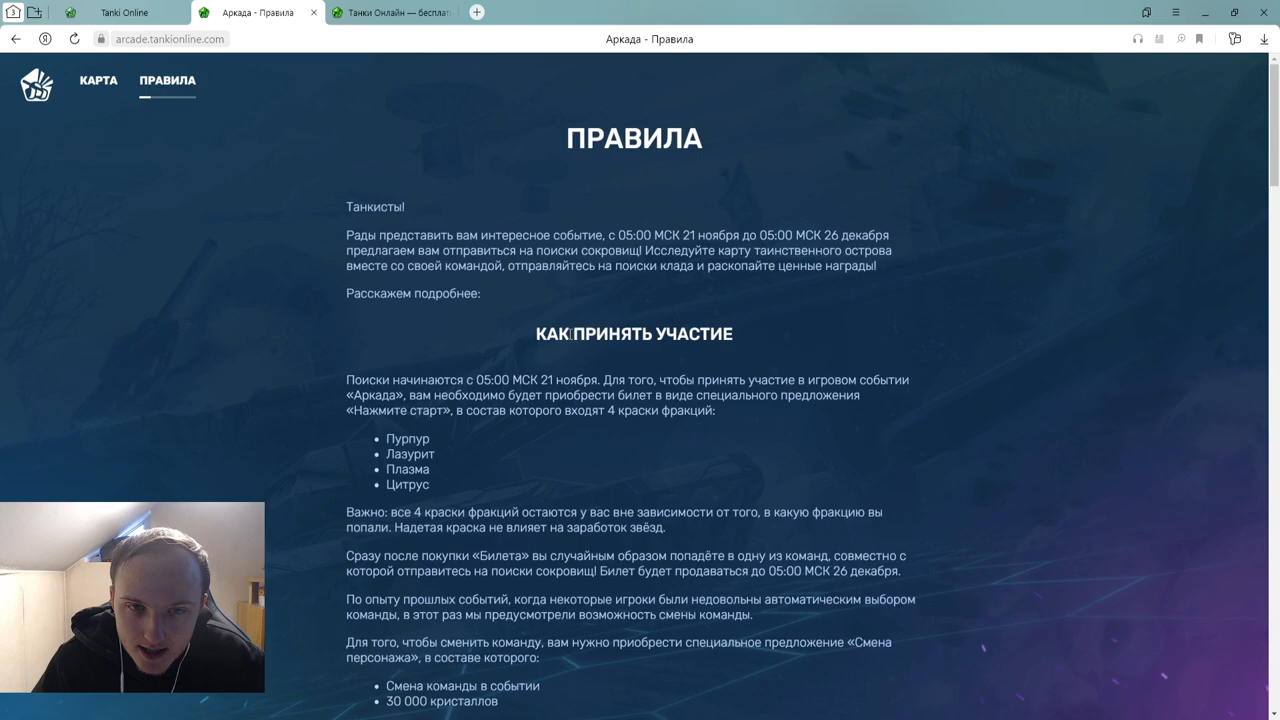 3
Tanki Online
Аркада - Правила
Танки Онлайн — бесплат
arcade.tankionline.com
Аркада - Правила
КАРТА
ПРАВИЛА
ПРАВИЛА
Танкисты!
Рады представить вам интересное событие, с 05:00 МСК 21 ноября до 05:00 МСК 26 декабря
предлагаем вам отправиться на поиски сокровищ! Исследуйте карту таинственного острова
вместе со своей командой, отправляйтесь на поиски клада и раскопайте ценные награды!
Расскажем подробнее:
КАК ПРИНЯТЬ УЧАСТИЕ
Поиски начинаются с 05:00 МСК 21 ноября. Для того, чтобы принять участие в игровом событии
«Аркада», вам необходимо будет приобрести билет в виде специального предложения
«Нажмите старт», в состав которого входят 4 краски фракций:
• Пурпур
• Лазурит
• Плазма
• Цитрус
Важно: все 4 краски фракций остаются у вас вне зависимости от того, в какую фракцию вы
попали. Надетая краска не влияет на заработок звёзд.
Сразу после покупки «Билета» вы случайным образом попадёте в одну из команд, совместно с
которой отправитесь на поиски сокровищ! Билет будет продаваться до 05:00 МСК 26 декабря.
По опыту прошлых событий, когда некоторые игроки были недовольны автоматическим выбором
команды, в этот раз мы предусмотрели возможность смены команды.
Для того, чтобы сменить команду, вам нужно приобрести специальное предложение «Смена
персонажа», в составе которого:
• Смена команды в событии
• 30 000 кристаллов